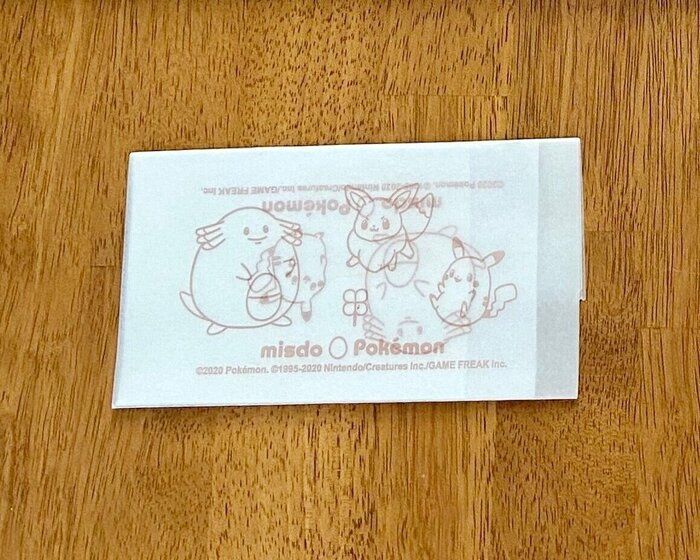 ©2020 Pokémon. ©1995-2020 Nintendo/Creatures Inc./GAME FREAK Inc.
misdo Pokémon
misdo Pokémon
©2020 Pokémon. ©1995-2020 Nintendo/Creatures Inc./GAME FREAK Inc.